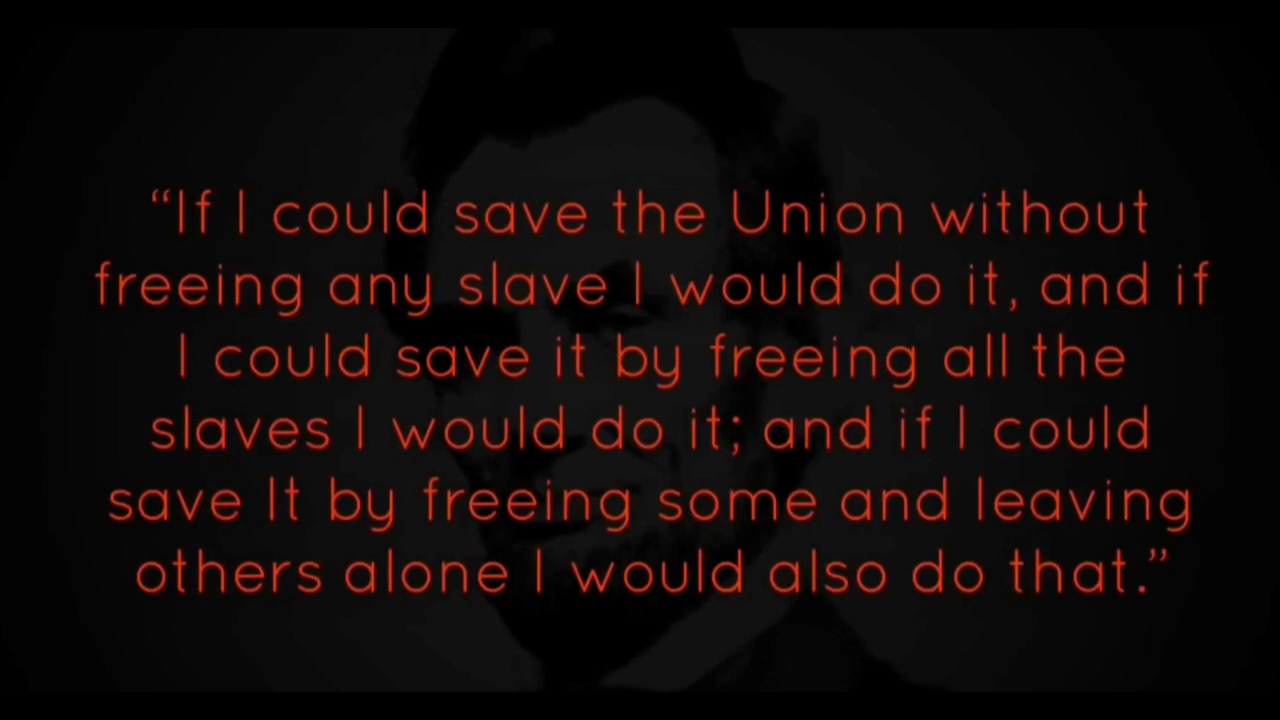 “If I could save the Union without
freeing any slave I would do it, and if
I could save it by freeing all the
slaves I would do it; and if I could
save It by freeing some and leaving
others alone I would also do that.”